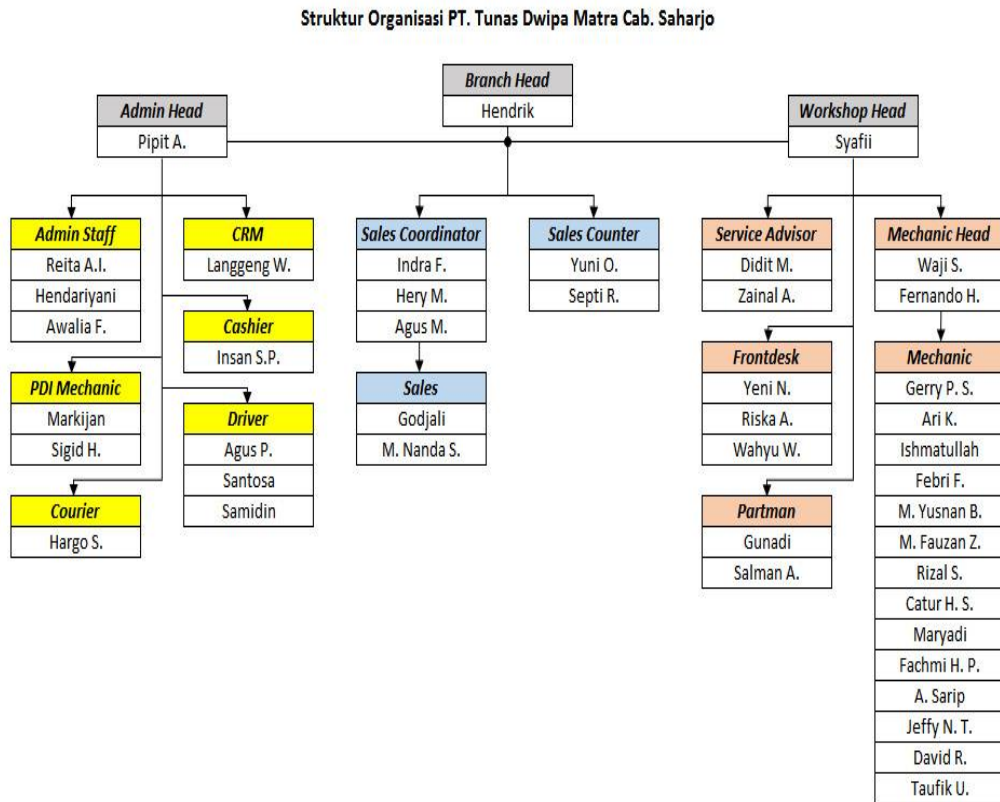 Struktur Organisasi PT. Tunas Dwipa Matra Cab. Saharjo
Branch Head
Hendrik
Admin Head
Pipit A.
Workshop Head
Syafii
Admin Staff
Reita A.I.
Hendariyani
Awalia F.
CRM
Langgeng W.
Cashier
Insan S.P.
PDI Mechanic
Markijan
Sigid H.
Driver
Agus P.
Santosa
Samidin
Courier
Hargo S.
Sales Coordinator
Indra F.
Hery M.
Agus M.
Sales
Godjali
M. Nanda S.
Sales Counter
Yuni O.
Septi R.
Service Advisor
Didit M.
Zainal A.
Frontdesk
Yeni N.
Riska A.
Wahyu W.
Partman
Gunadi
Salman A.
Mechanic Head
Waji S.
Fernando H.
Mechanic
Gerry P. S.
Ari K.
Ishmatullah
Febri F.
M. Yusnan B.
M. Fauzan Z.
Rizal S.
Catur H. S.
Maryadi
Fachmi H. P.
A. Sarip
Jeffy N. T.
David R.
Taufik U.